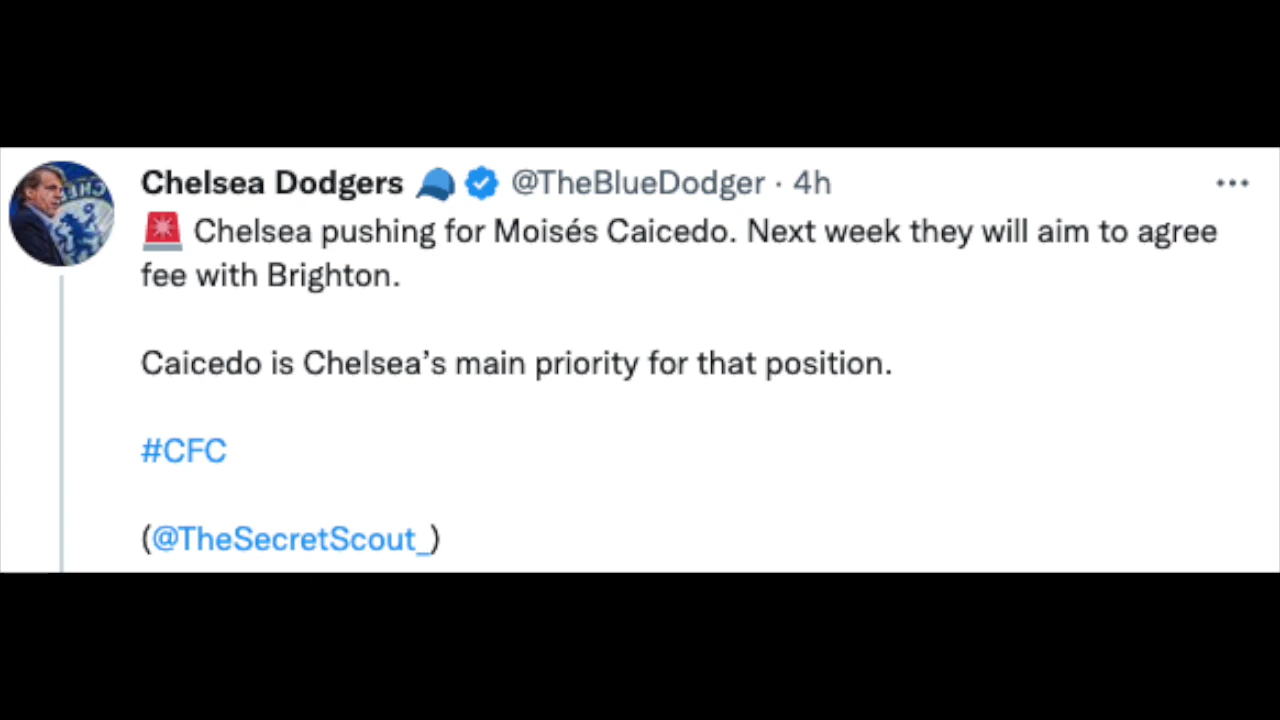 Chelsea Dodgers 🧢 @TheBlueDodger · 4h
🚨 Chelsea pushing for Moisés Caicedo. Next week they will aim to agree
fee with Brighton.
Caicedo is Chelsea’s main priority for that position.
#CFC
(@TheSecretScout_)